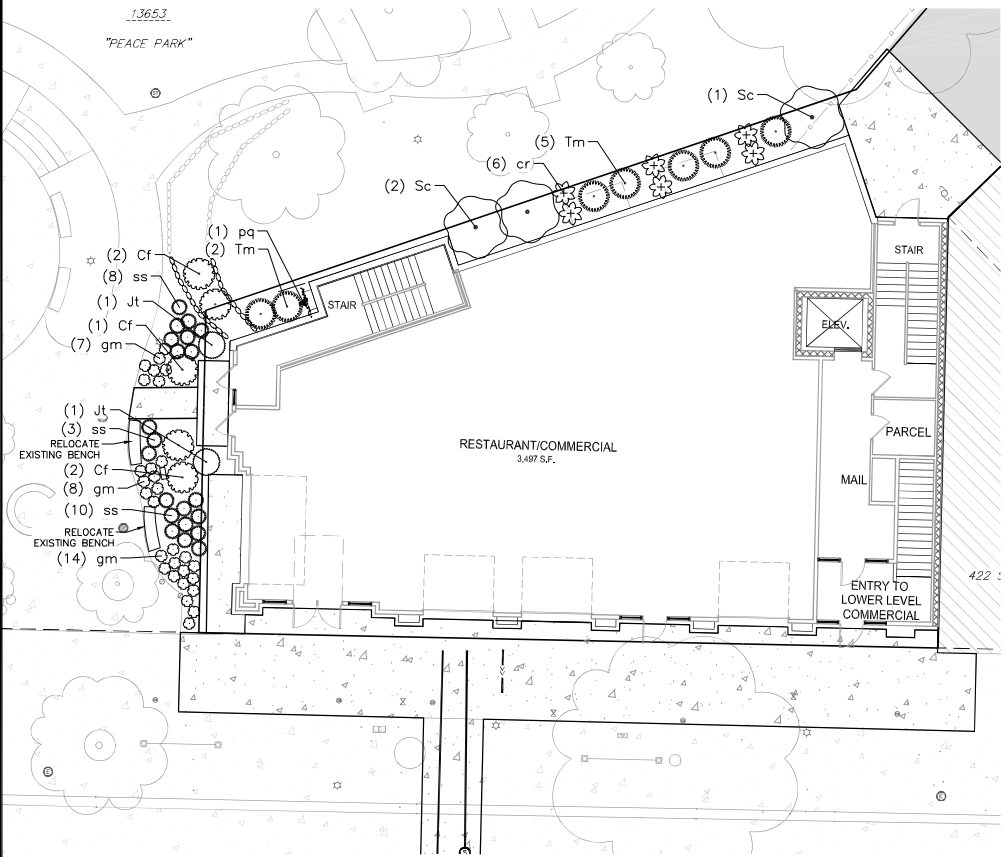 13653
"PEACE PARK"
(1) Sc
(5) Tm
(6) cr
(2) Sc
(1) pq
(2) Tm
(2) Cf
(8) ss
(1) Jt
(1) Cf
(7) gm
STAIR
STAIR
ELEV.
(1) Jt
(3) ss
RELOCATE
EXISTING BENCH
(2) Cf
(8) gm
(10) ss
RELOCATE
EXISTING BENCH
(14) gm
RESTAURANT/COMMERCIAL
3,497 S.F.
PARCEL
MAIL
ENTRY TO
LOWER LEVEL
COMMERCIAL
422 S
E
E
S